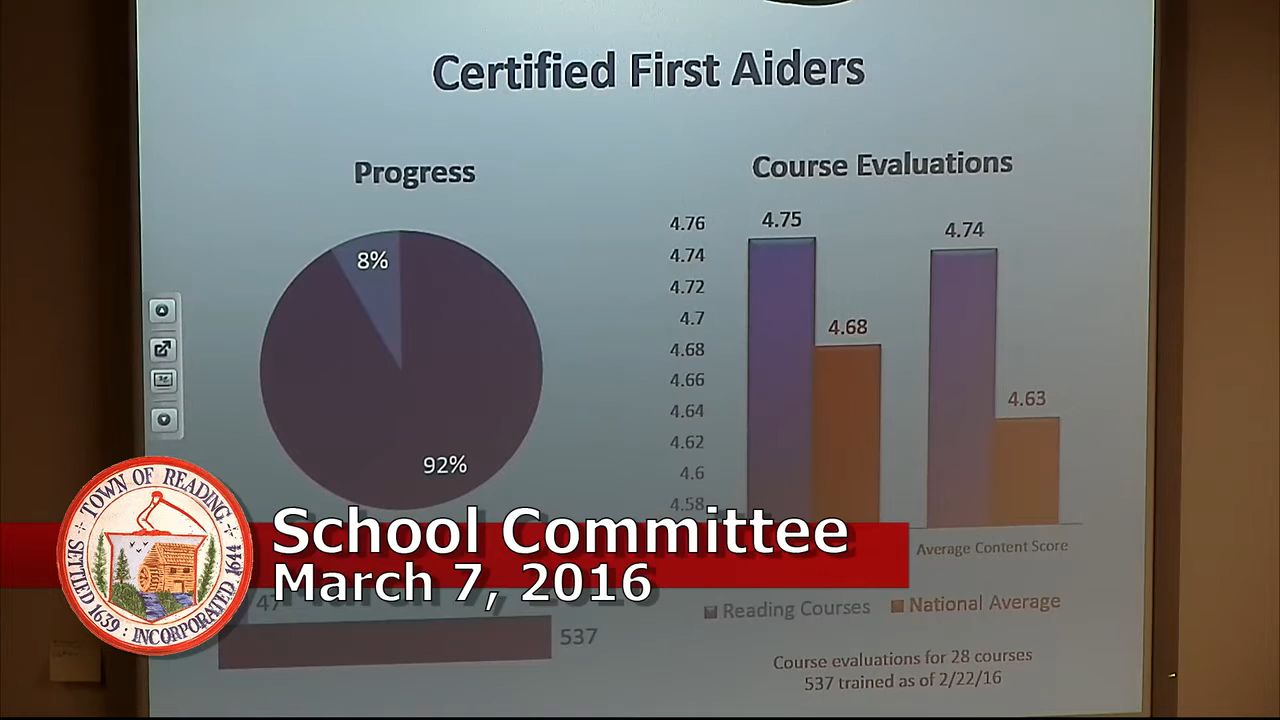 Certified First Aiders
Progress
8%
92%
Course Evaluations
4.76
4.74
4.72
4.7
4.68
4.66
4.64
4.62
4.6
4.58
4.75
4.68
4.74
4.63
Average Content Score
Reading Courses
National Average
47
537
Course evaluations for 28 courses
537 trained as of 2/22/16
TOWN OF READING
SETTLED 1639 : INCORPORATED 1644
School Committee
March 7, 2016